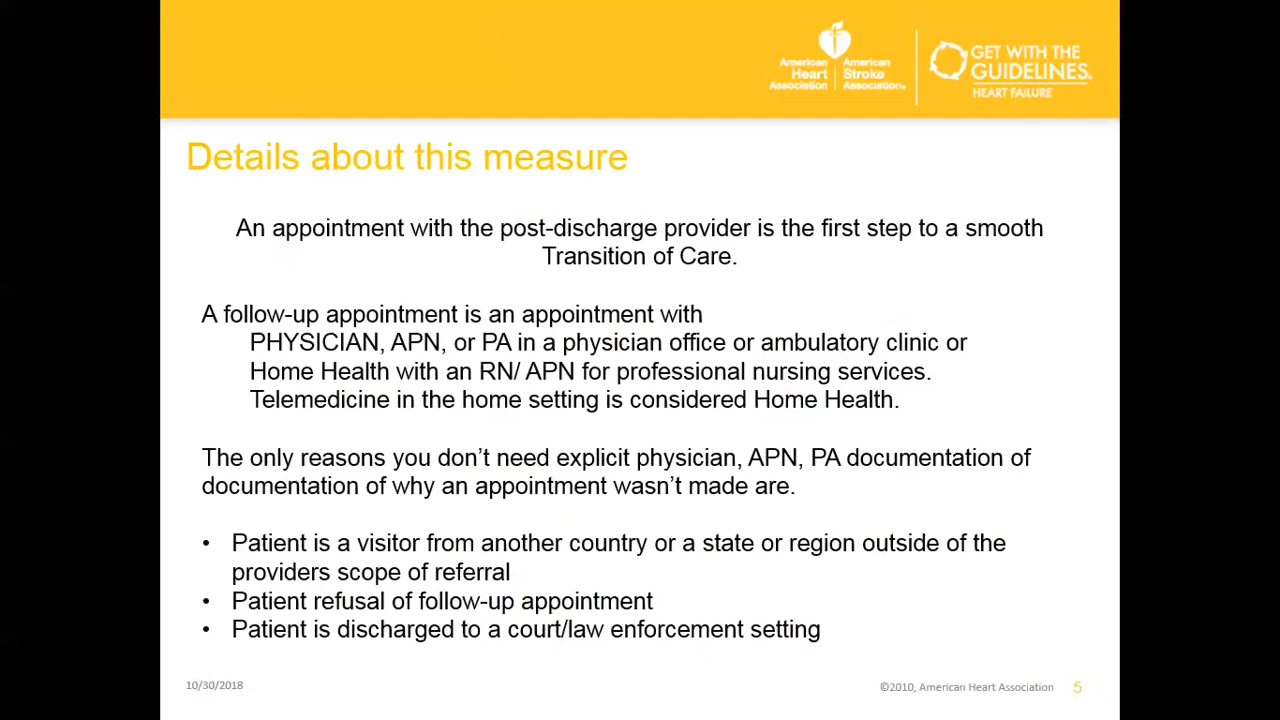 American Heart Association
American Stroke Association®
GET WITH THE
GUIDELINES®
HEART FAILURE
Details about this measure
An appointment with the post-discharge provider is the first step to a smooth
Transition of Care.
A follow-up appointment is an appointment with
PHYSICIAN, APN, or PA in a physician office or ambulatory clinic or
Home Health with an RN/ APN for professional nursing services.
Telemedicine in the home setting is considered Home Health.
The only reasons you don’t need explicit physician, APN, PA documentation of
documentation of why an appointment wasn’t made are.
• Patient is a visitor from another country or a state or region outside of the
providers scope of referral
• Patient refusal of follow-up appointment
• Patient is discharged to a court/law enforcement setting
10/30/2018
©2010, American Heart Association
5